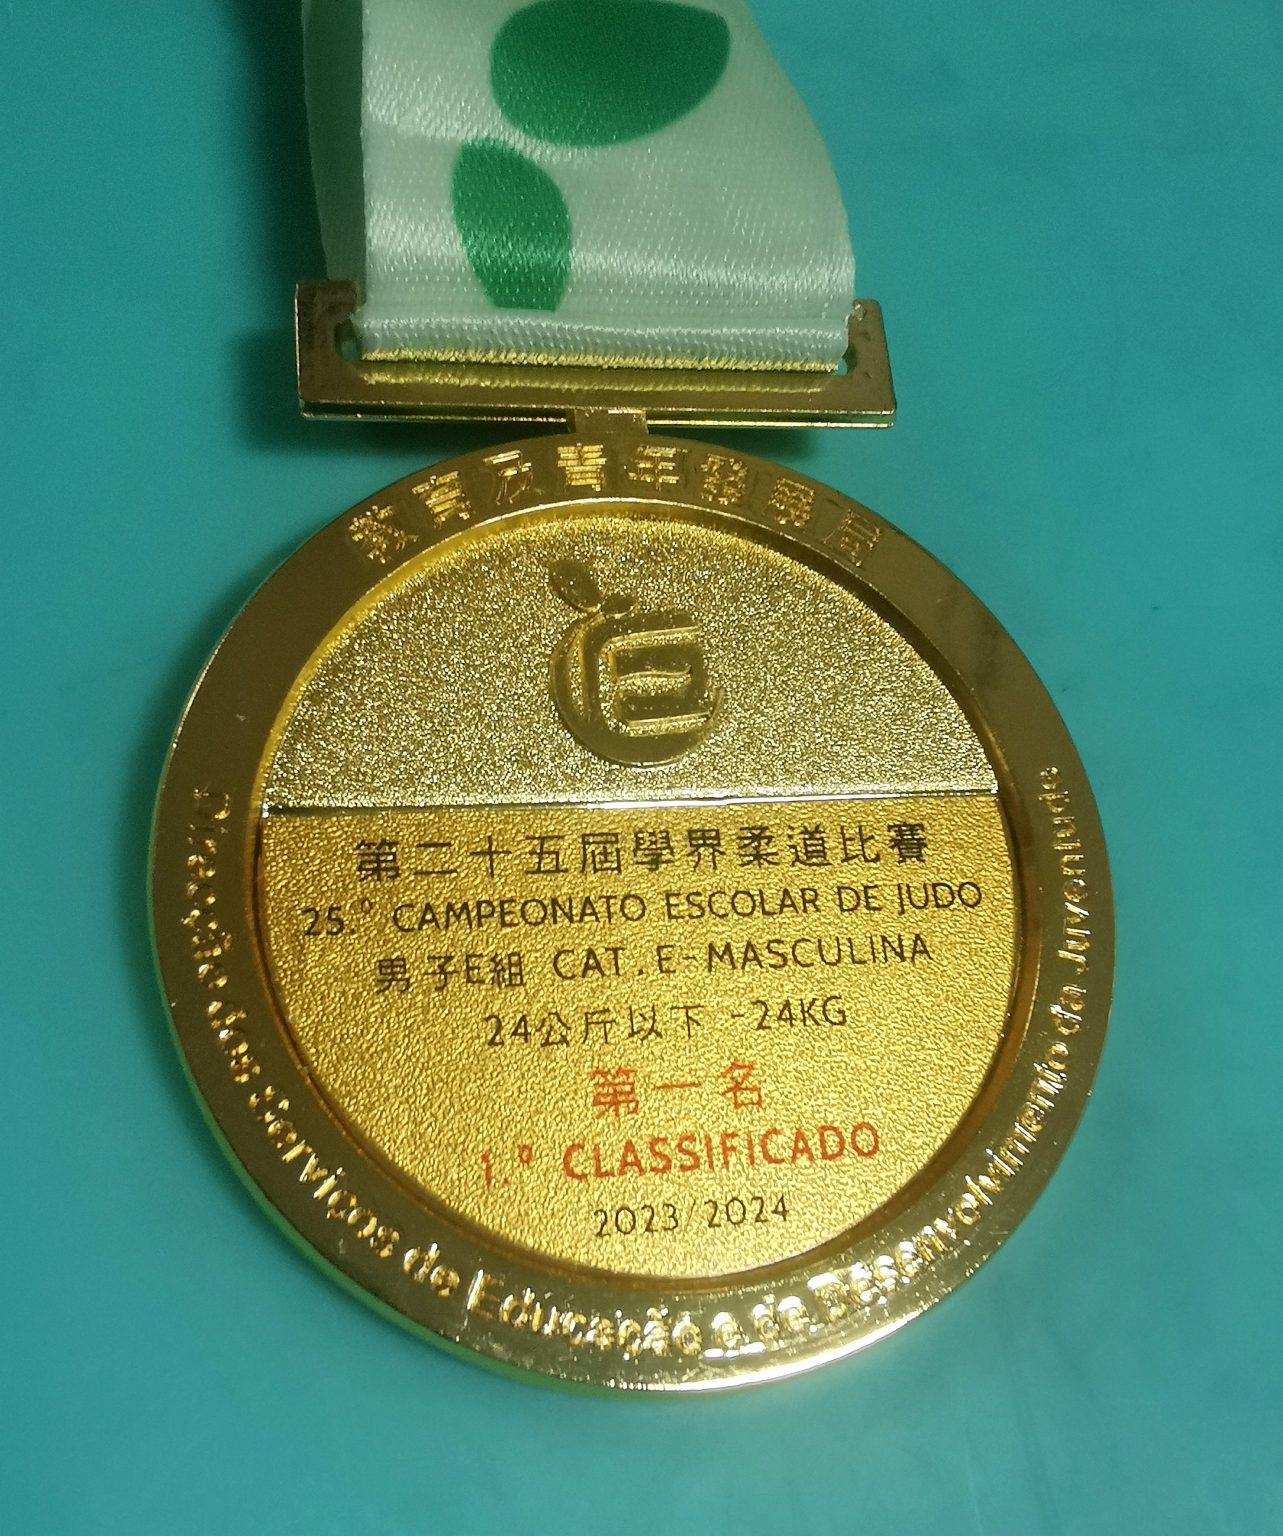 教育及青年發展局
第二十五屆學界柔道比賽
25.º CAMPEONATO ESCOLAR DE JUDO
男子E組 CAT.E-MASCULINA
24公斤以下 -24KG
第一名
1.º CLASSIFICADO
2023/2024
Direcção dos Serviços de Educação e de Desenvolvimento da Juventude